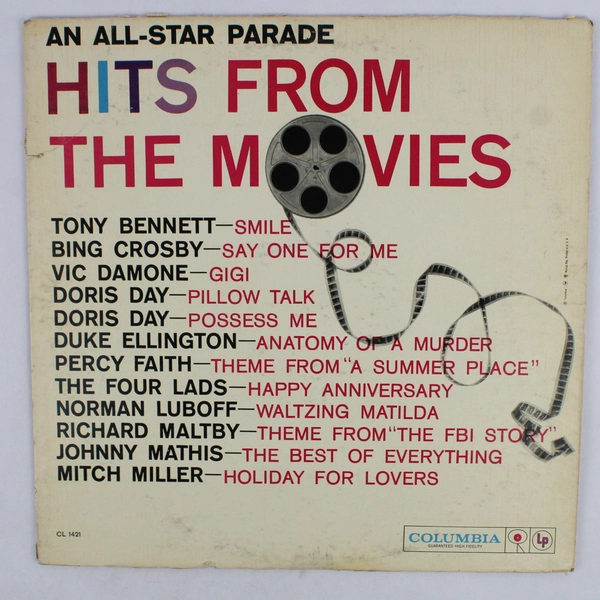 AN ALL-STAR PARADE
HITS FROM
THE MOVIES
TONY BENNETT—SMILE
BING CROSBY—SAY ONE FOR ME
VIC DAMONE—GIGI
DORIS DAY—PILLOW TALK
DORIS DAY—POSSESS ME
DUKE ELLINGTON—ANATOMY OF A MURDER
PERCY FAITH—THEME FROM "A SUMMER PLACE"
THE FOUR LADS—HAPPY ANNIVERSARY
NORMAN LUBOFF—WALTZING MATILDA
RICHARD MALTBY—THEME FROM "THE FBI STORY"
JOHNNY MATHIS—THE BEST OF EVERYTHING
MITCH MILLER—HOLIDAY FOR LOVERS
CL 1421
COLUMBIA
GUARANTEED HIGH FIDELITY
Lp